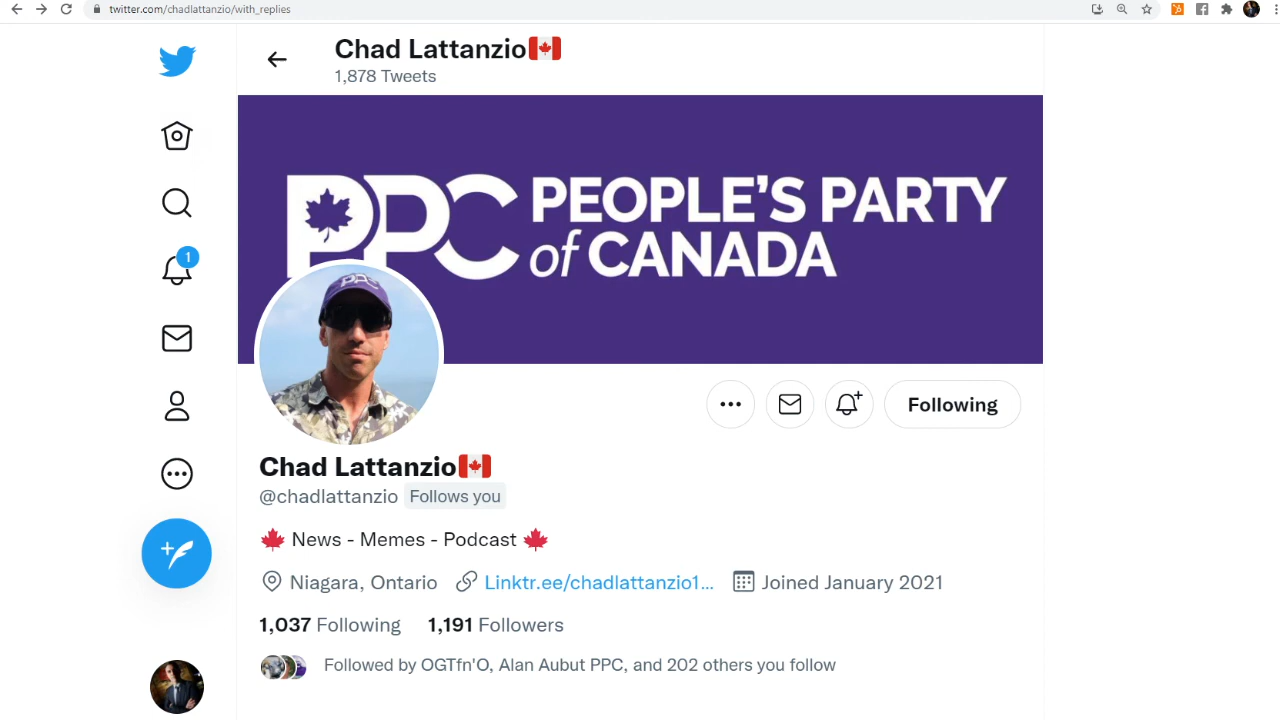 twitter.com/chadlattanzio/with_replies
Chad Lattanzio
1,878 Tweets
PPC PEOPLE'S PARTY
of CANADA
1
PPC
Following
Chad Lattanzio
@chadlattanzio Follows you
News - Memes - Podcast
Niagara, Ontario Linktr.ee/chadlattanzio1... Joined January 2021
1,037 Following 1,191 Followers
Followed by OGTfn'O, Alan Aubut PPC, and 202 others you follow